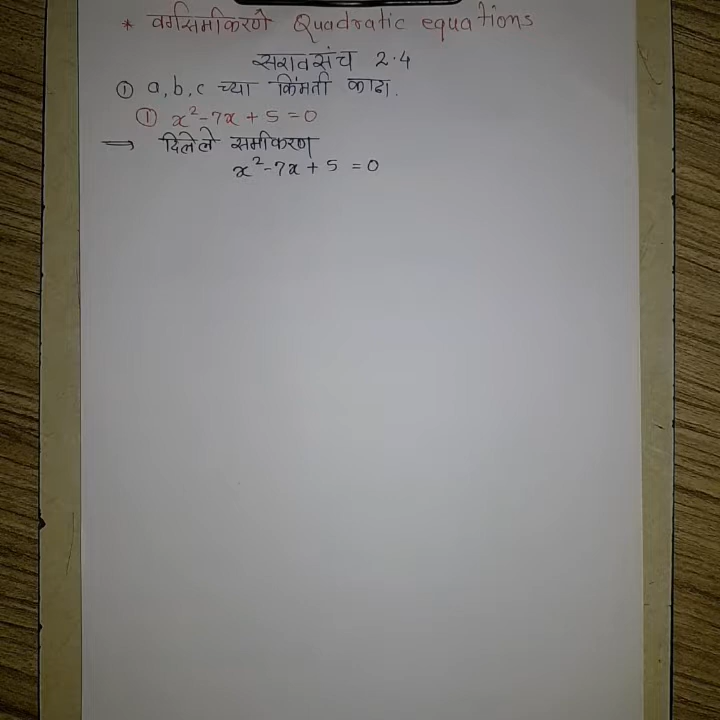 * वर्गसमीकरणे Quadratic equations
सरावसंच 2.4
① a, b, c च्या किंमती काढा.
① x² - 7x + 5 = 0
→ दिलेले समीकरण
x² - 7x + 5 = 0